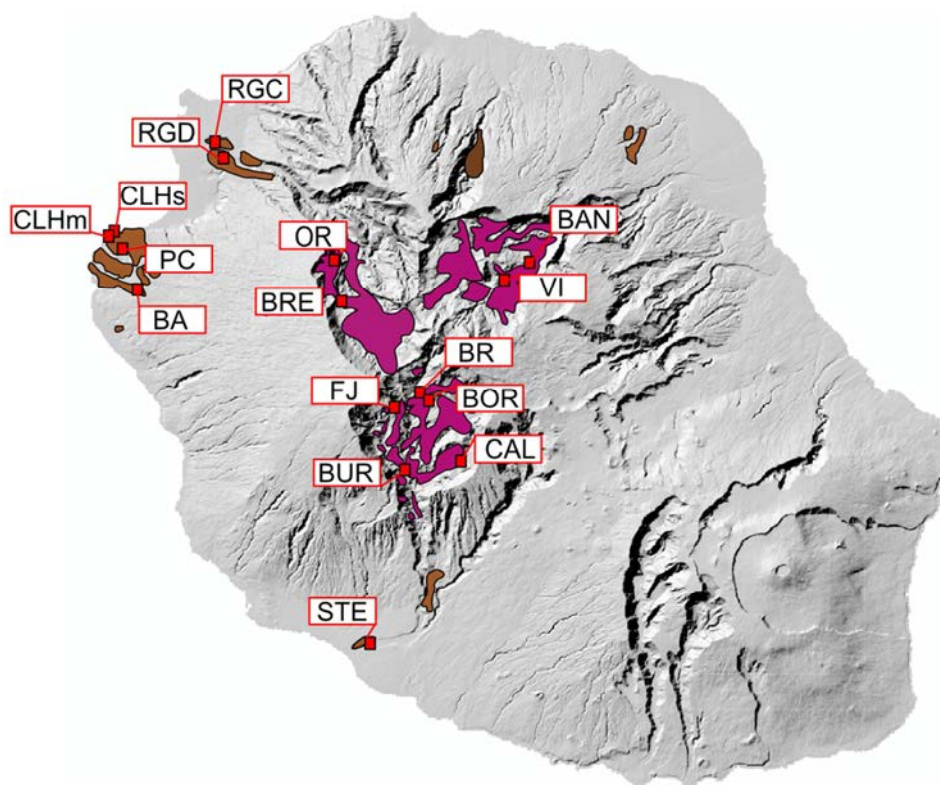 RGC
RGD
CLHs
CLHm
PC
BA
OR
BAN
BRE
VI
BR
FJ
BOR
CAL
BUR
STE